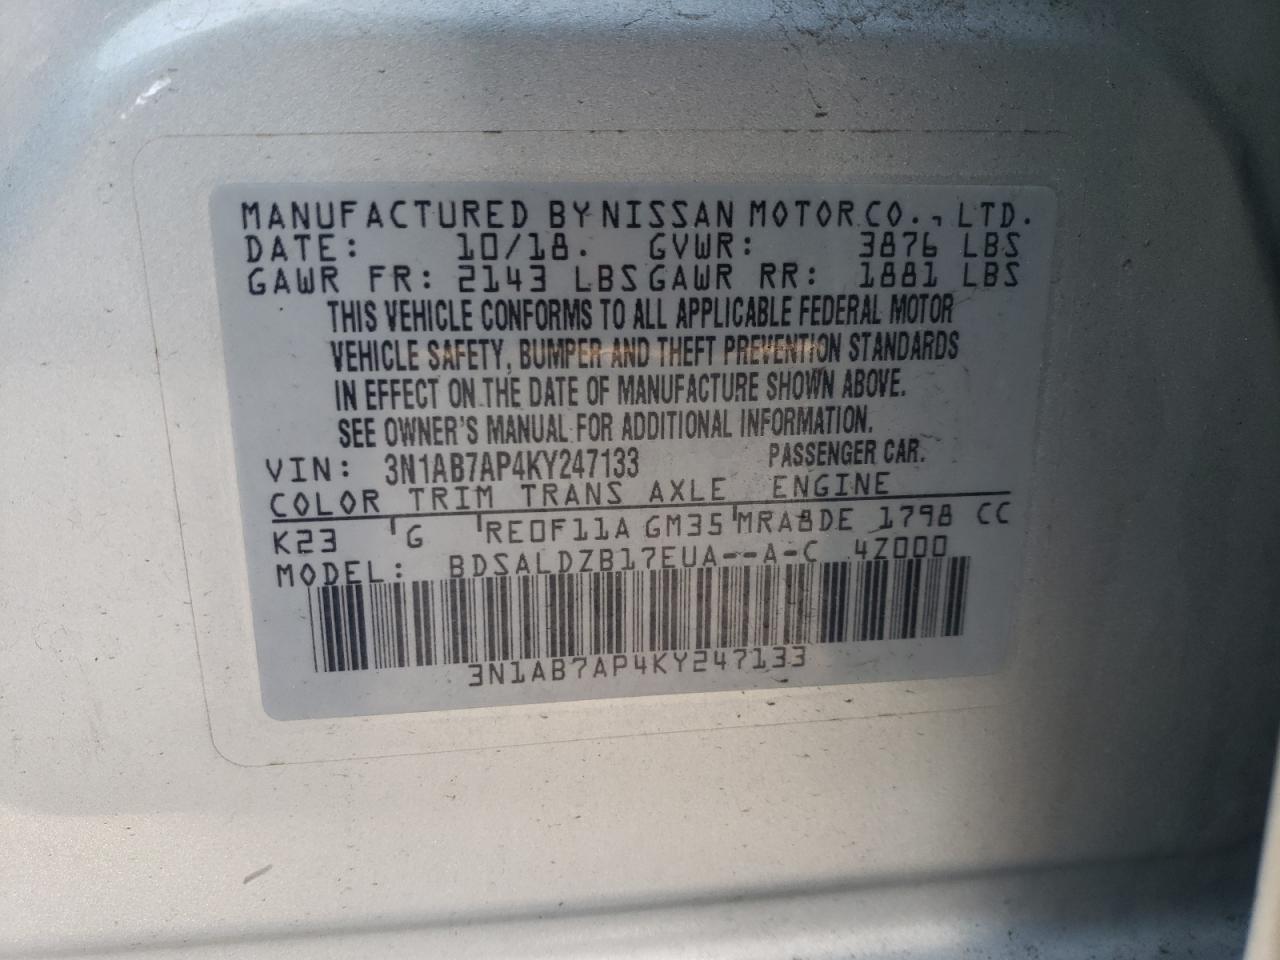 MANUFACTURED BY NISSAN MOTOR CO., LTD.
DATE: 10/18. GVWR: 3876 LBS
GAWR FR: 2143 LBS GAWR RR: 1881 LBS
THIS VEHICLE CONFORMS TO ALL APPLICABLE FEDERAL MOTOR
VEHICLE SAFETY, BUMPER AND THEFT PREVENTION STANDARDS
IN EFFECT ON THE DATE OF MANUFACTURE SHOWN ABOVE.
SEE OWNER'S MANUAL FOR ADDITIONAL INFORMATION.
VIN: 3N1AB7AP4KY247133 PASSENGER CAR.
COLOR TRIM TRANS AXLE ENGINE
K23 G RE0F11A GM35 MRA8DE 1798 CC
MODEL: BDSALDZB17EUA--A-C 4Z000
3N1AB7AP4KY247133